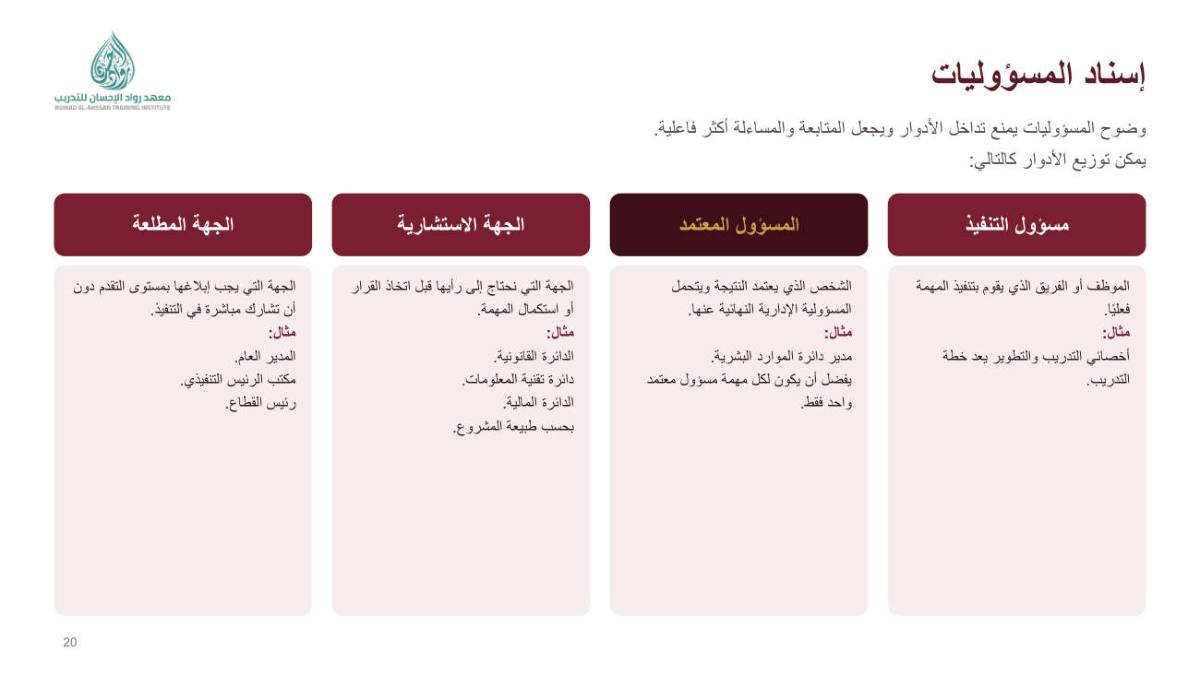 معهد رواد الإحسان للتدريب
RUWAD AL-AHSSAN TRAINING INSTITUTE
إسناد المسؤوليات
وضوح المسؤوليات يمنع تداخل الأدوار ويجعل المتابعة والمساءلة أكثر فاعلية.
يمكن توزيع الأدوار كالتالي:
مسؤول التنفيذ
الموظف أو الفريق الذي يقوم بتنفيذ المهمة
فعليًا.
مثال:
أخصائي التدريب والتطوير يعد خطة
التدريب.
المسؤول المعتمد
الشخص الذي يعتمد النتيجة ويتحمل
المسؤولية الإدارية النهائية عنها.
مثال:
مدير دائرة الموارد البشرية.
يفضل أن يكون لكل مهمة مسؤول معتمد
واحد فقط.
الجهة الاستشارية
الجهة التي نحتاج إلى رأيها قبل اتخاذ القرار
أو استكمال المهمة.
مثال:
الدائرة القانونية.
دائرة تقنية المعلومات.
الدائرة المالية.
بحسب طبيعة المشروع.
الجهة المطلعة
الجهة التي يجب إبلاغها بمستوى التقدم دون
أن تشارك مباشرة في التنفيذ.
مثال:
المدير العام.
مكتب الرئيس التنفيذي.
رئيس القطاع.
20